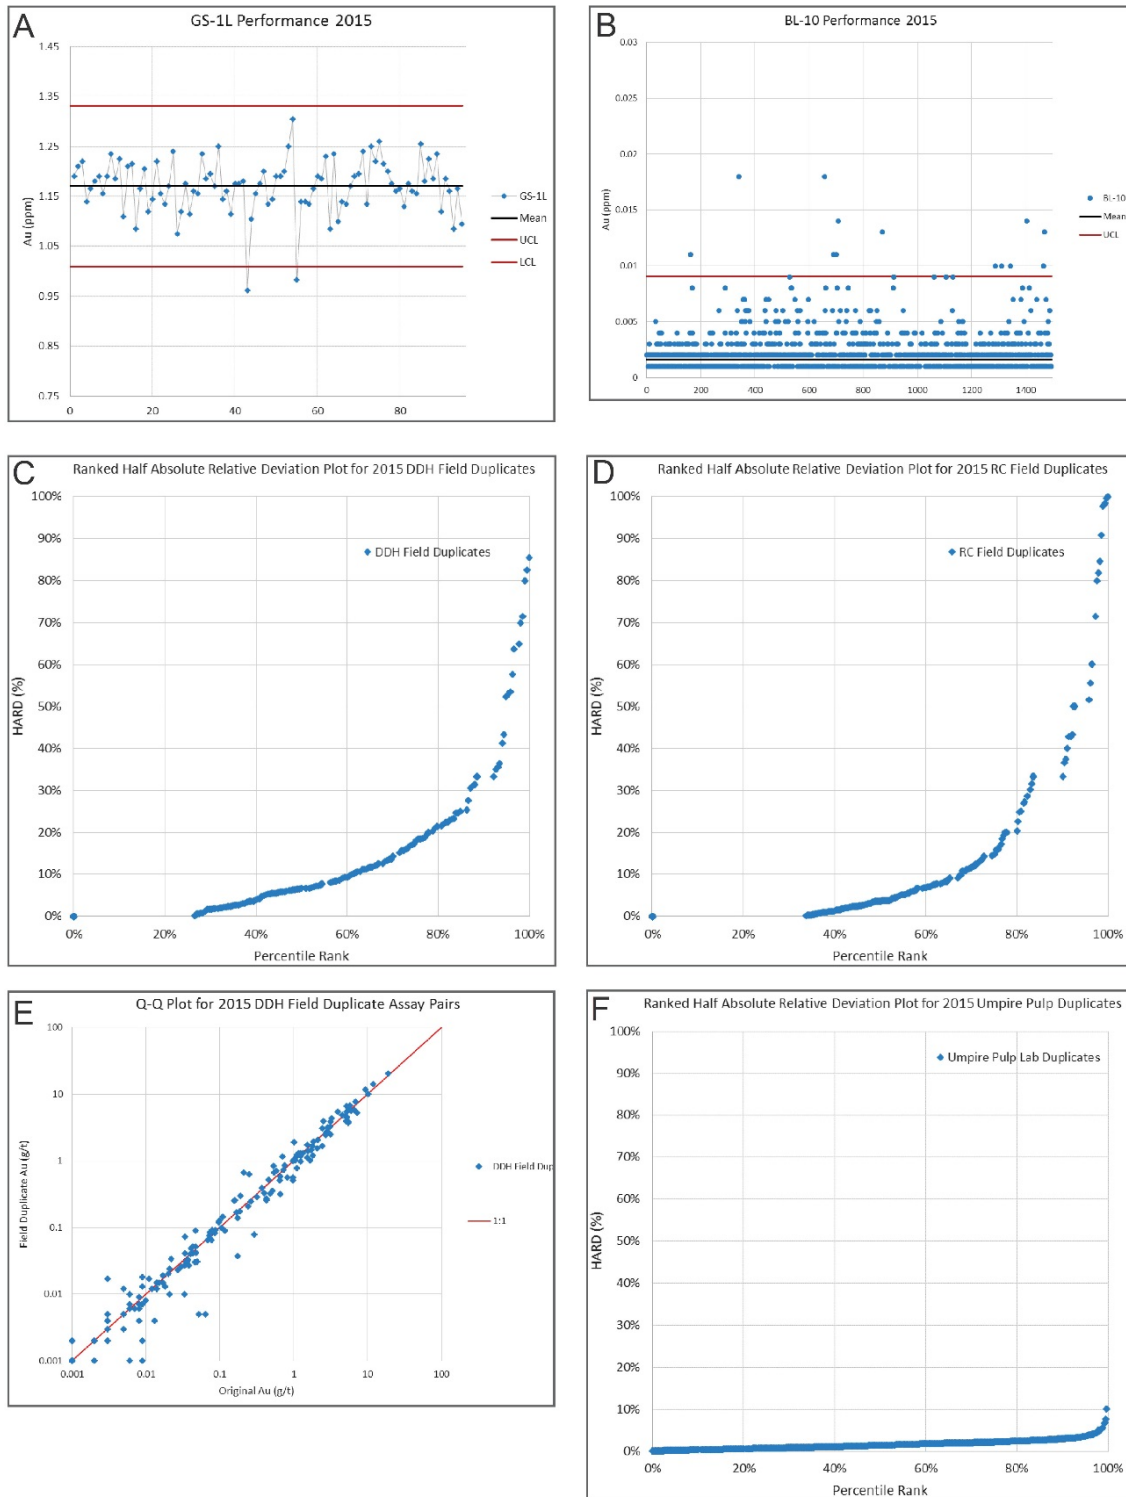 A
GS-1L Performance 2015
1.45
1.35
1.25
1.15
1.05
0.95
0.85
0.75
Au (ppm)
0
20
40
60
80
GS-1L
Mean
UCL
LCL
B
BL-10 Performance 2015
0.03
0.025
0.02
0.015
0.01
0.005
0
Au (ppm)
0
200
400
600
800
1000
1200
1400
BL-10
Mean
UCL
C
Ranked Half Absolute Relative Deviation Plot for 2015 DDH Field Duplicates
100%
90%
80%
70%
60%
50%
40%
30%
20%
10%
0%
HARD (%)
DDH Field Duplicates
0%
20%
40%
60%
80%
100%
Percentile Rank
D
Ranked Half Absolute Relative Deviation Plot for 2015 RC Field Duplicates
100%
90%
80%
70%
60%
50%
40%
30%
20%
10%
0%
HARD (%)
RC Field Duplicates
0%
20%
40%
60%
80%
100%
Percentile Rank
E
Q-Q Plot for 2015 DDH Field Duplicate Assay Pairs
100
10
1
0.1
0.01
0.001
Field Duplicate Au (g/t)
0.001
0.01
0.1
1
10
100
Original Au (g/t)
DDH Field Dup
1:1
F
Ranked Half Absolute Relative Deviation Plot for 2015 Umpire Pulp Duplicates
100%
90%
80%
70%
60%
50%
40%
30%
20%
10%
0%
HARD (%)
Umpire Pulp Lab Duplicates
0%
20%
40%
60%
80%
100%
Percentile Rank